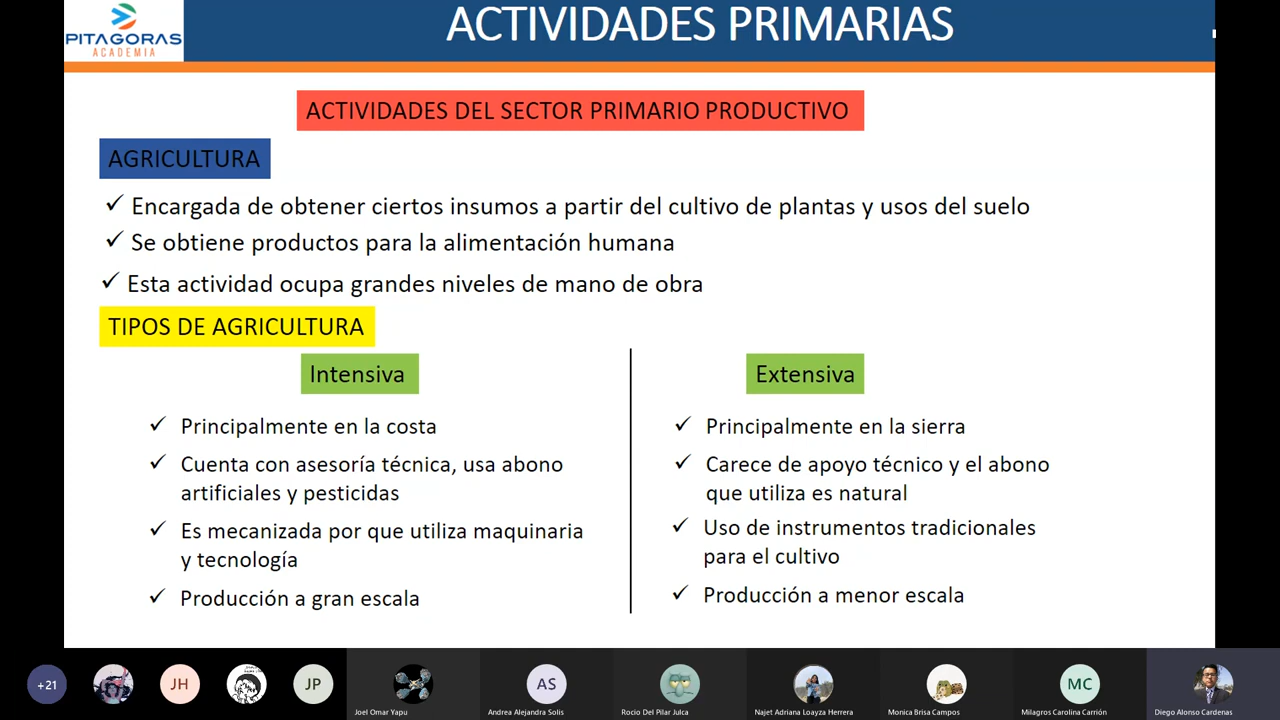 PITAGORAS
ACADEMIA
ACTIVIDADES PRIMARIAS
ACTIVIDADES DEL SECTOR PRIMARIO PRODUCTIVO
AGRICULTURA
✓ Encargada de obtener ciertos insumos a partir del cultivo de plantas y usos del suelo
✓ Se obtiene productos para la alimentación humana
✓ Esta actividad ocupa grandes niveles de mano de obra
TIPOS DE AGRICULTURA
Intensiva
✓ Principalmente en la costa
✓ Cuenta con asesoría técnica, usa abono
artificiales y pesticidas
✓ Es mecanizada por que utiliza maquinaria
y tecnología
✓ Producción a gran escala
Extensiva
✓ Principalmente en la sierra
✓ Carece de apoyo técnico y el abono
que utiliza es natural
✓ Uso de instrumentos tradicionales
para el cultivo
✓ Producción a menor escala
+21
JH
JP
Joel Omar Yapu
AS
Andrea Alejandra Solis
Rocio Del Pilar Julca
Najet Adriana Loayza Herrera
Monica Brisa Campos
MC
Milagros Carolina Carrión
Diego Alonso Cardenas